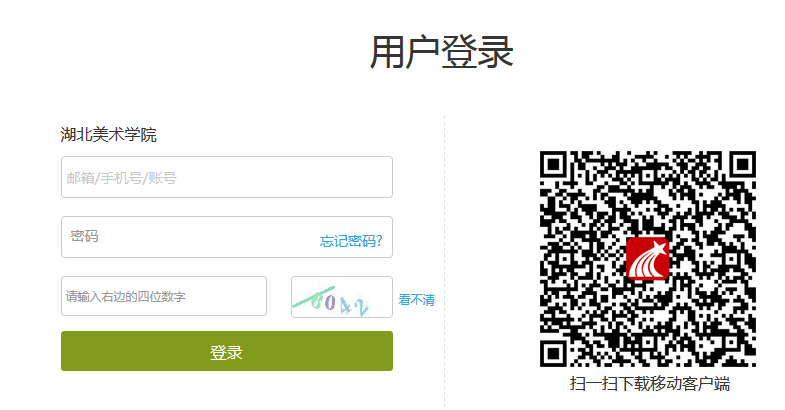 用户登录
湖北美术学院
邮箱/手机号/账号
密码
忘记密码?
请输入右边的四位数字
看不清
登录
扫一扫下载移动客户端